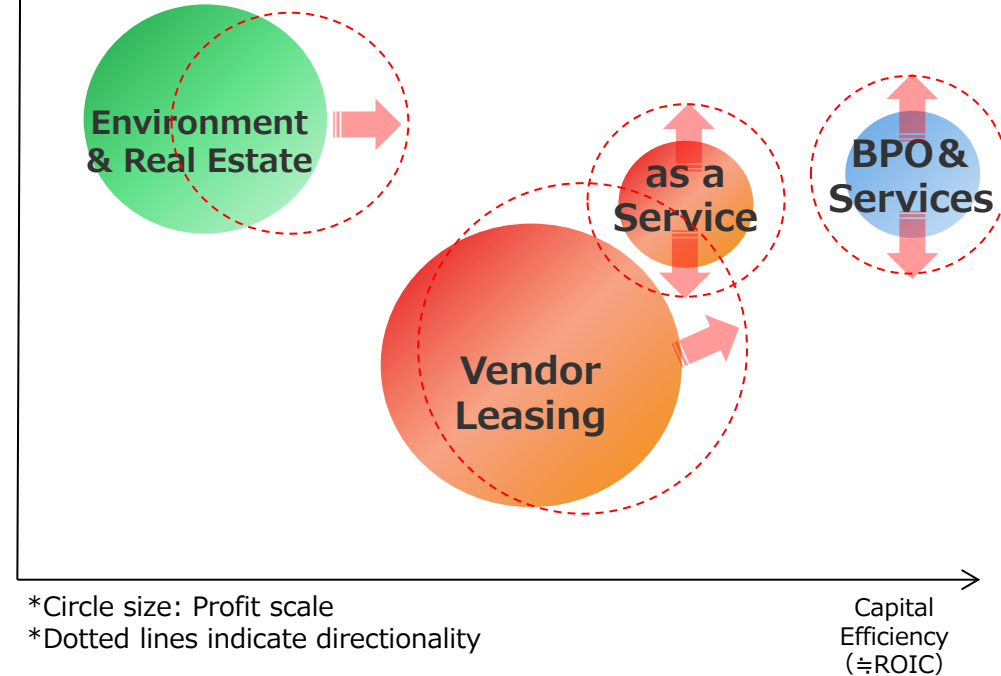 Environment
& Real Estate
as a
Service
BPO&
Services
Vendor
Leasing
*Circle size: Profit scale
*Dotted lines indicate directionality
Capital
Efficiency
(≒ROIC)